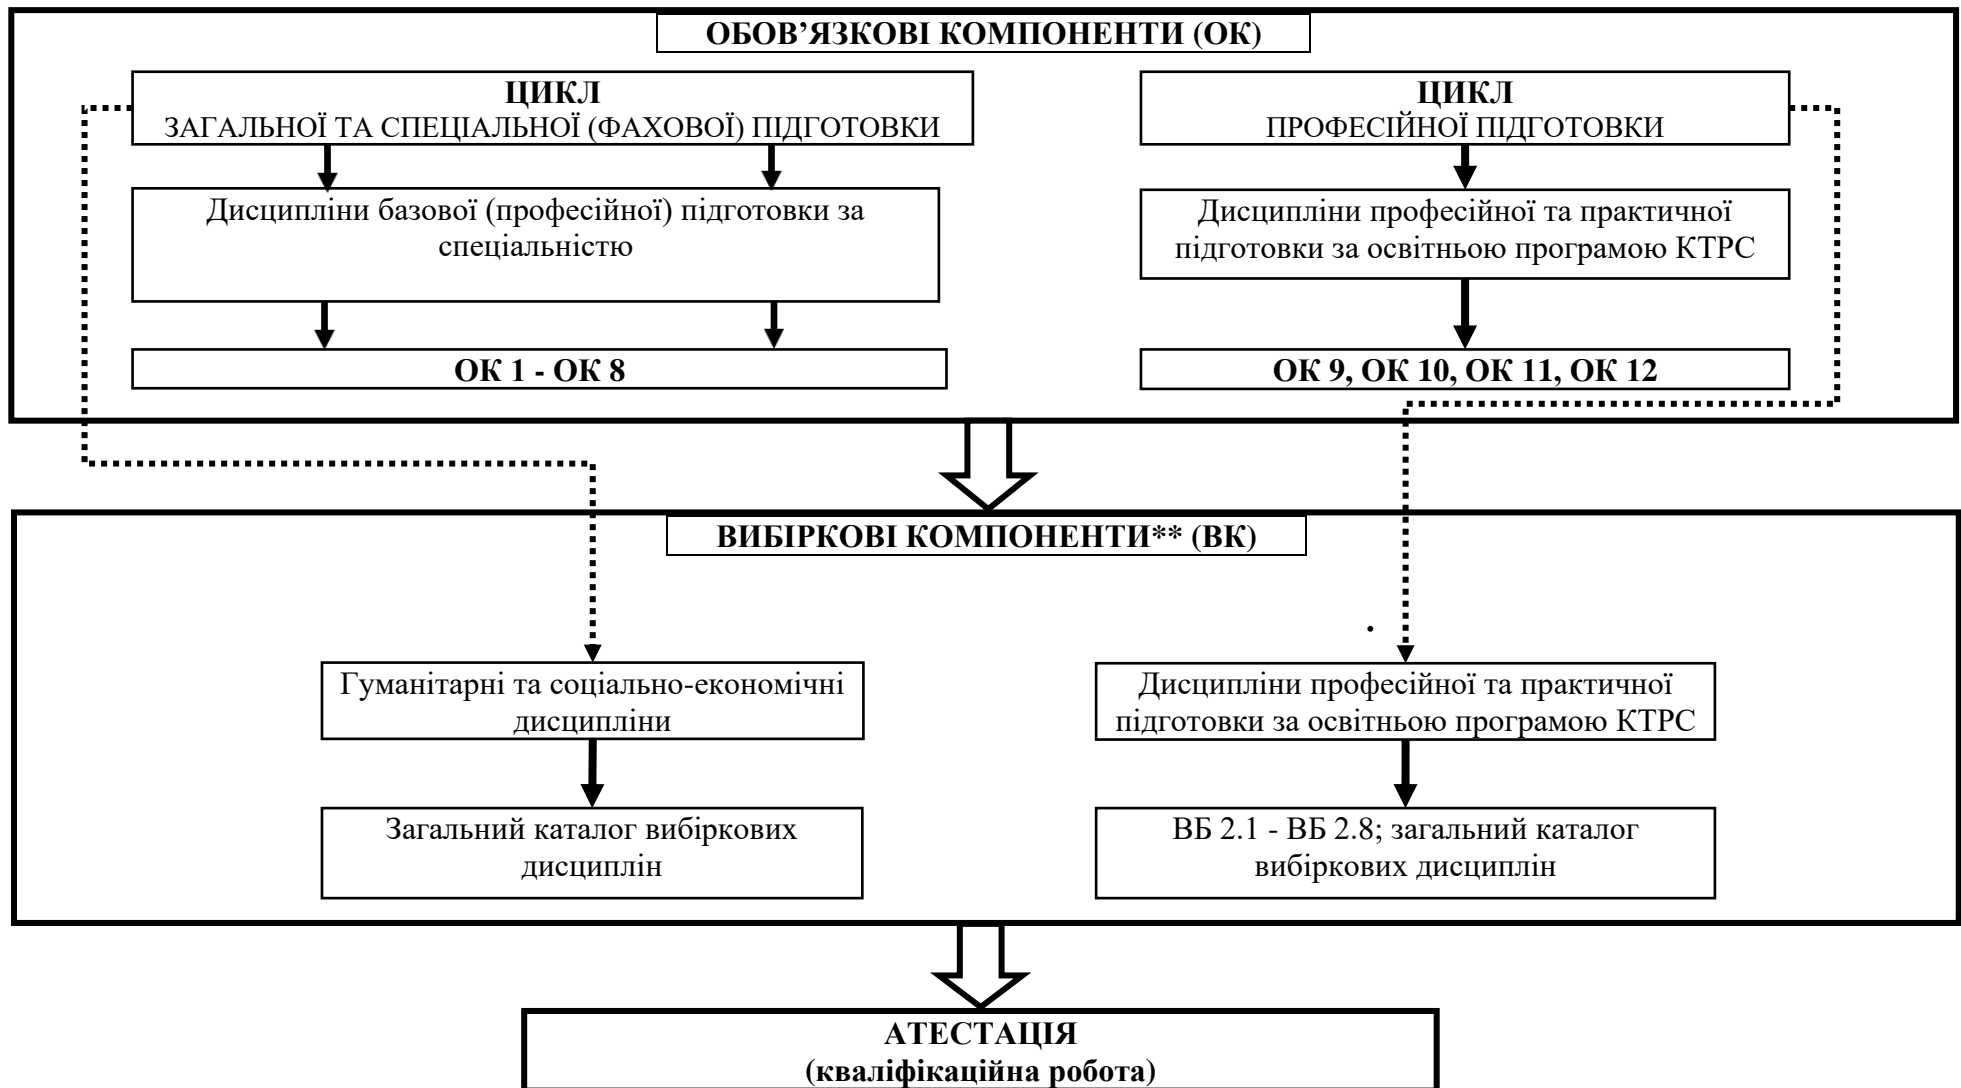 ОБОВ’ЯЗКОВІ КОМПОНЕНТИ (ОК)
ЦИКЛ
ЗАГАЛЬНОЇ ТА СПЕЦІАЛЬНОЇ (ФАХОВОЇ) ПІДГОТОВКИ
Дисципліни базової (професійної) підготовки за
спеціальністю
ОК 1 - ОК 8
ЦИКЛ
ПРОФЕСІЙНОЇ ПІДГОТОВКИ
Дисципліни професійної та практичної
підготовки за освітньою програмою КТРС
ОК 9, ОК 10, ОК 11, ОК 12
ВИБІРКОВІ КОМПОНЕНТИ** (ВК)
.
Гуманітарні та соціально-економічні
дисципліни
Загальний каталог вибіркових
дисциплін
Дисципліни професійної та практичної
підготовки за освітньою програмою КТРС
ВБ 2.1 - ВБ 2.8; загальний каталог
вибіркових дисциплін
АТЕСТАЦІЯ
(кваліфікаційна робота)